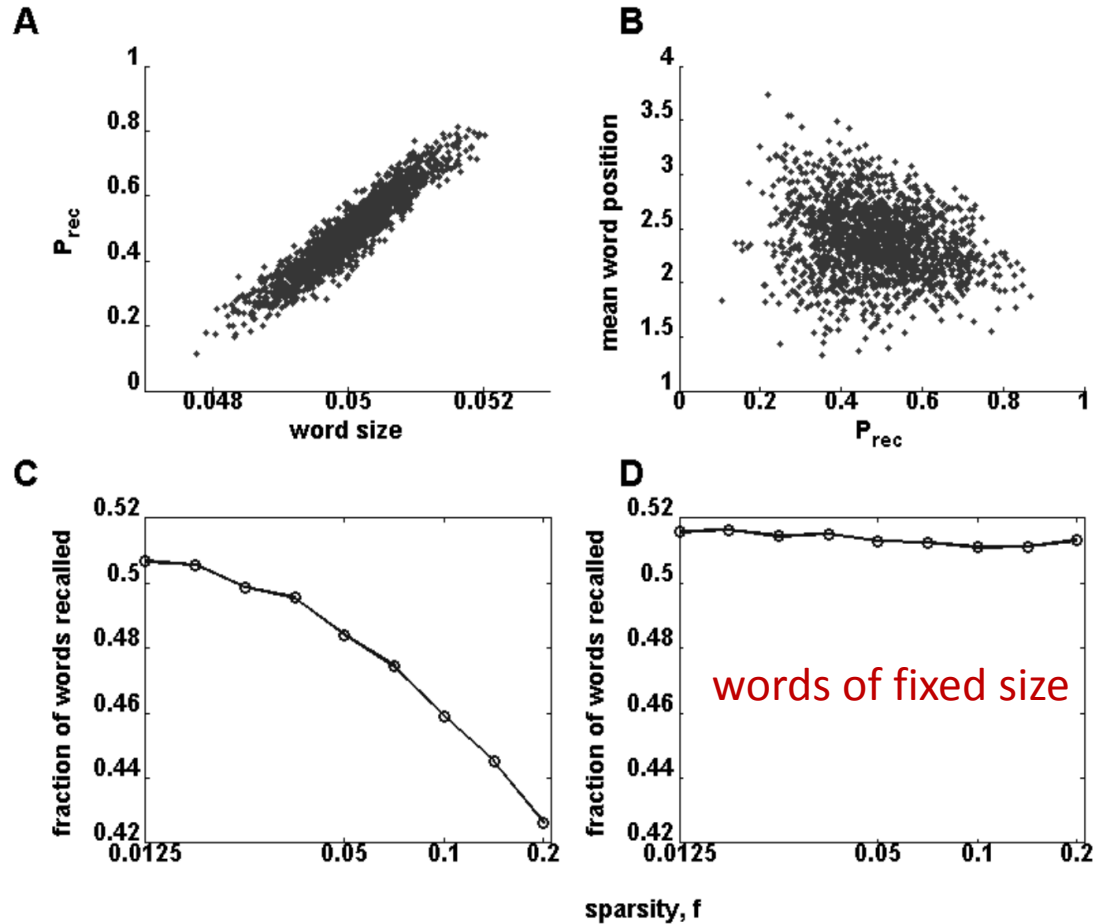 A
B
1
0.8
0.6
0.4
0.2
0
P_rec
0.048 0.05 0.052
word size
4
3.5
3
2.5
2
1.5
1
mean word position
0 0.2 0.4 0.6 0.8 1
P_rec
C
D
0.52
0.5
0.48
0.46
0.44
0.42
fraction of words recalled
0.0125 0.05 0.1 0.2
0.52
0.5
0.48
0.46
0.44
0.42
fraction of words recalled
words of fixed size
0.0125 0.05 0.1 0.2
sparsity, f